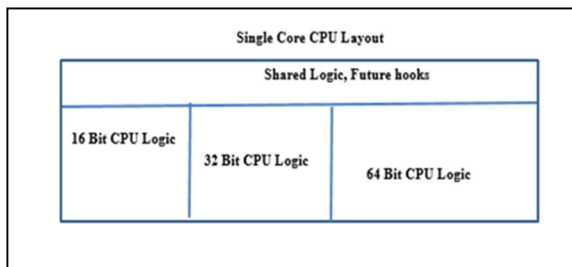 Single Core CPU Layout
Shared Logic, Future hooks
16 Bit CPU Logic
32 Bit CPU Logic
64 Bit CPU Logic